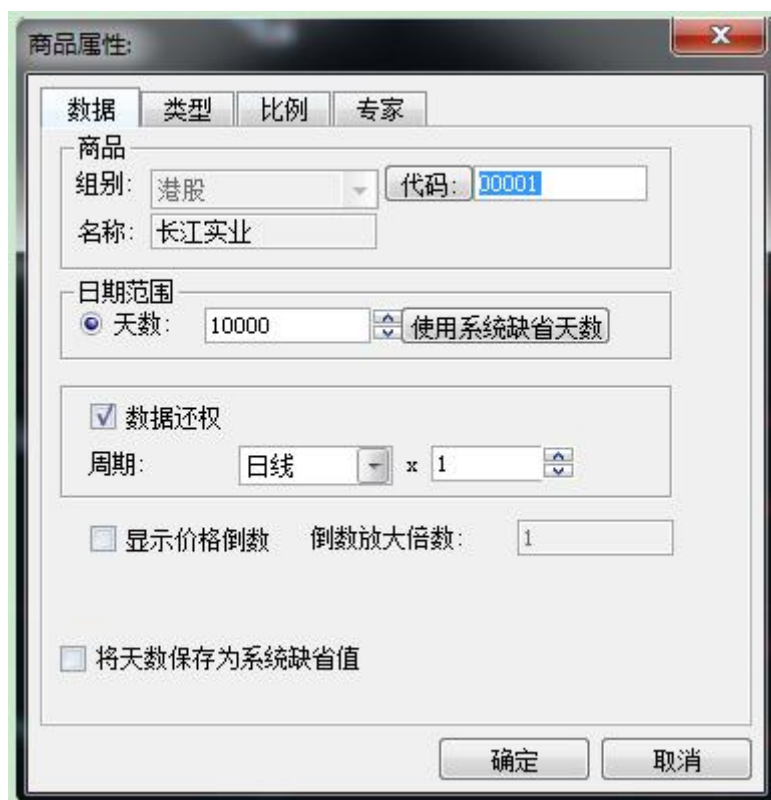 商品属性:
数据 类型 比例 专家
商品
组别: 港股 代码: 00001
名称: 长江实业
日期范围
天数: 10000 使用系统缺省天数
数据还权
周期: 日线 x 1
显示价格倒数 倒数放大倍数: 1
将天数保存为系统缺省值
确定 取消